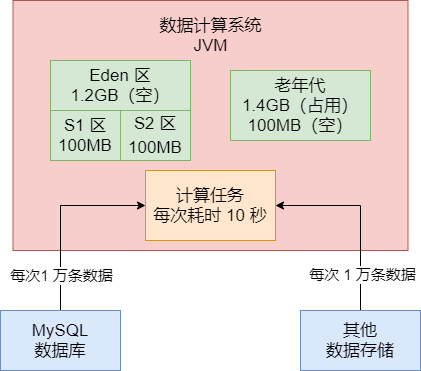 数据计算系统
JVM
Eden 区
1.2GB（空）
S1 区
100MB
S2 区
100MB
老年代
1.4GB（占用）
100MB（空）
计算任务
每次耗时 10 秒
每次1 万条数据
每次 1 万条数据
MySQL
数据库
其他
数据存储